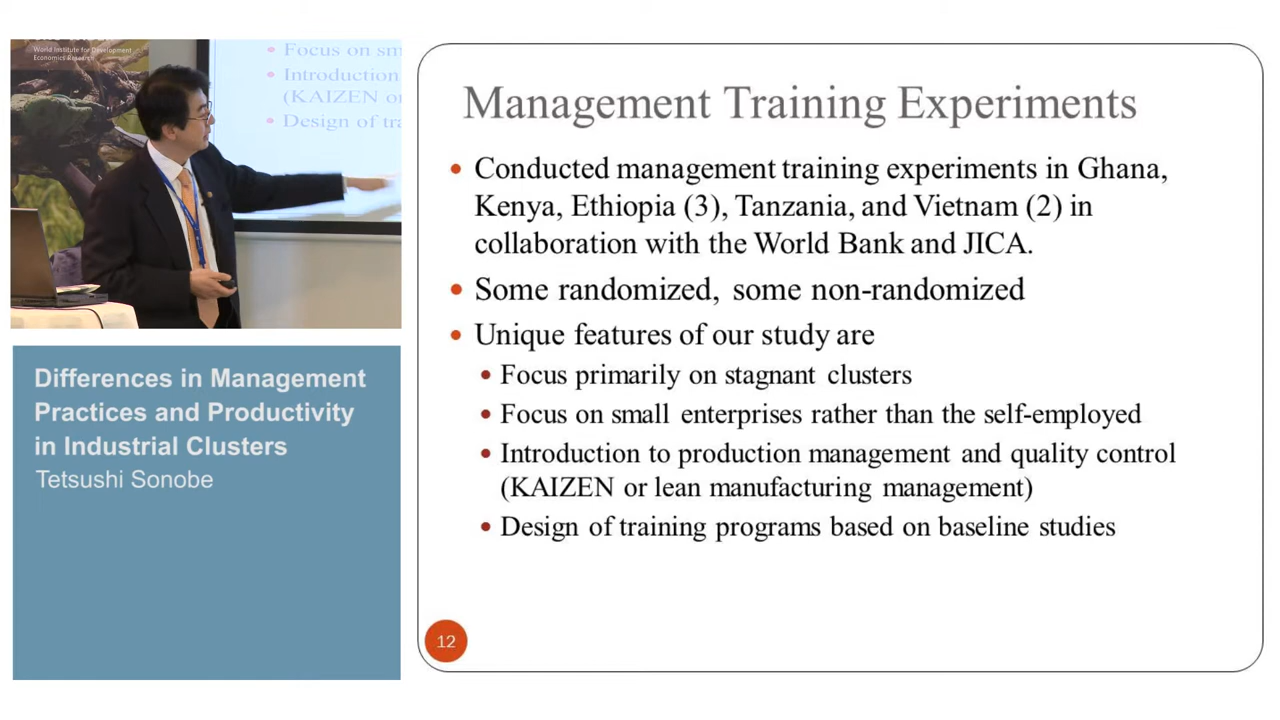 World Institute for Development
Economics Research
Focus on sm
Introduction
(KAIZEN or
Design of tra
Differences in Management
Practices and Productivity
in Industrial Clusters
Tetsushi Sonobe
Management Training Experiments
• Conducted management training experiments in Ghana,
Kenya, Ethiopia (3), Tanzania, and Vietnam (2) in
collaboration with the World Bank and JICA.
• Some randomized, some non-randomized
• Unique features of our study are
• Focus primarily on stagnant clusters
• Focus on small enterprises rather than the self-employed
• Introduction to production management and quality control
(KAIZEN or lean manufacturing management)
• Design of training programs based on baseline studies
12